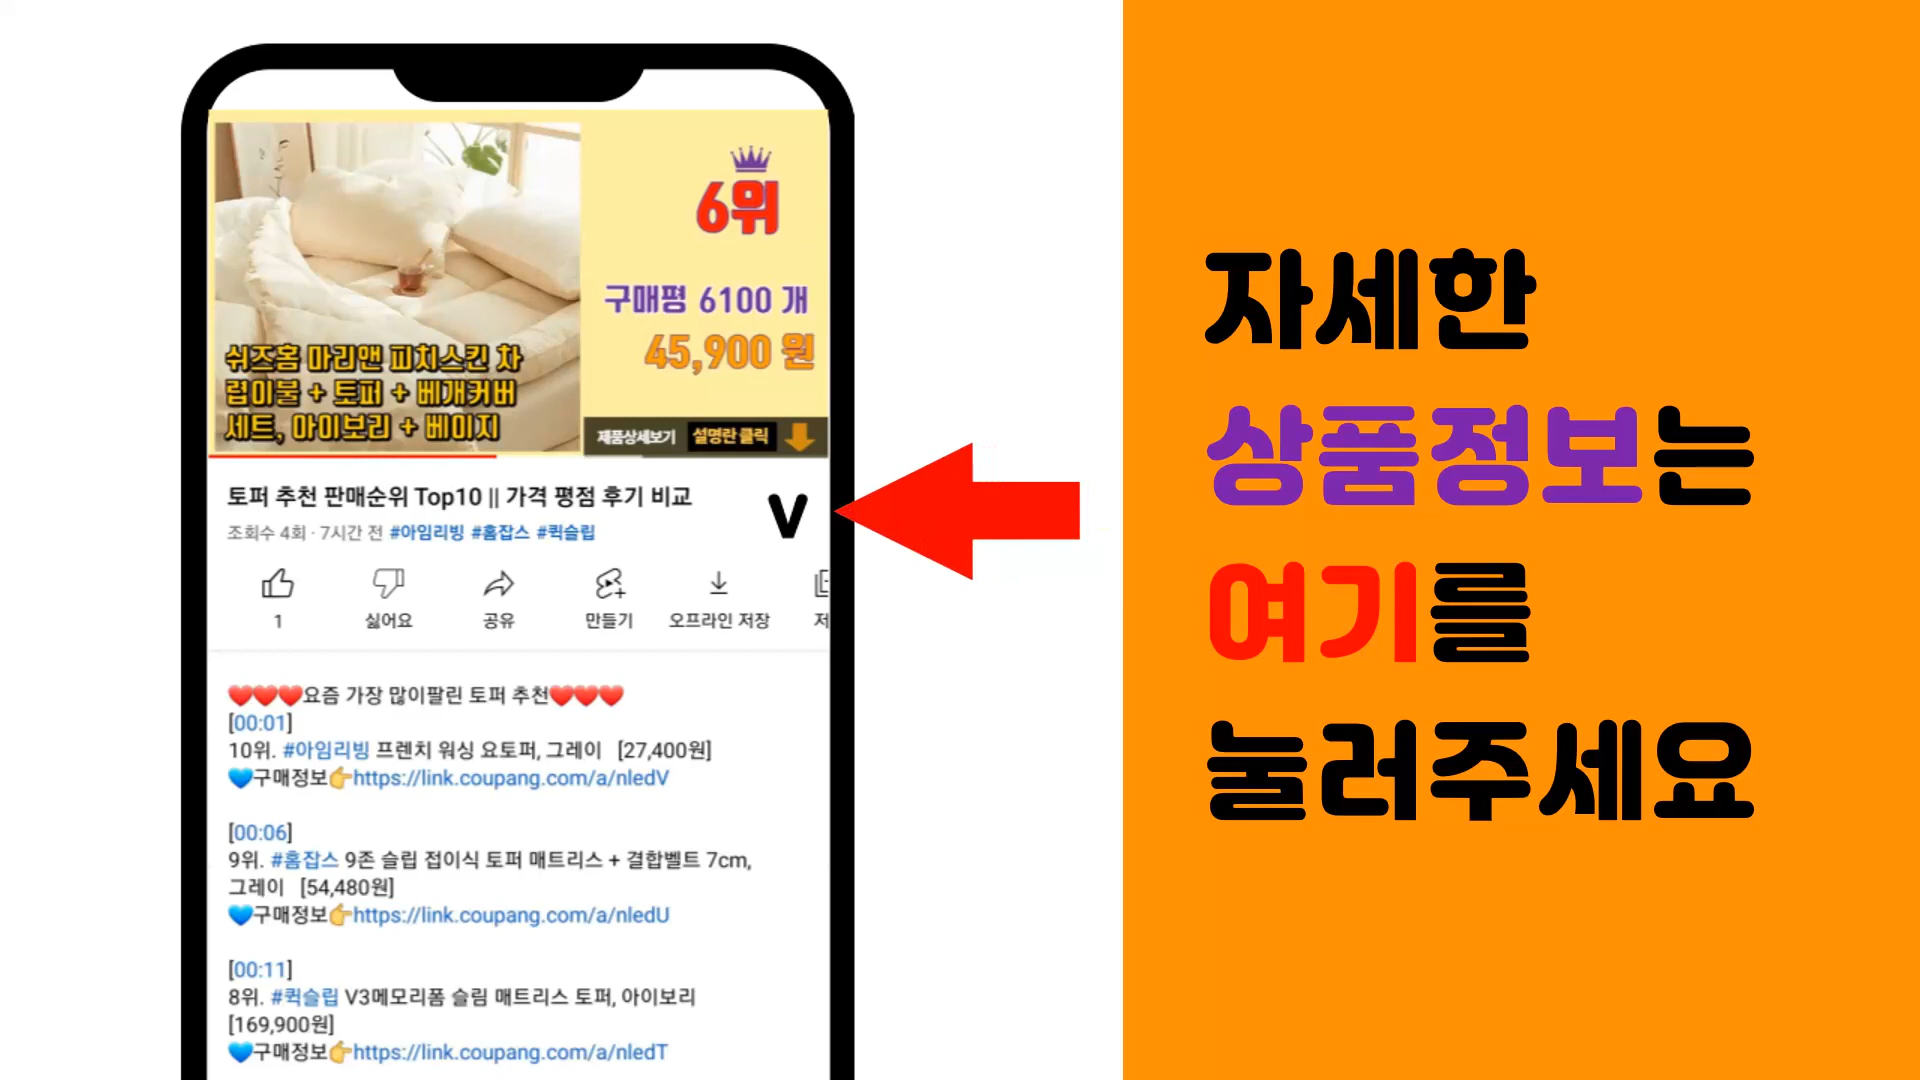 6위
구매평 6100 개
45,900 원
쉬즈홈 마리앤 피치스킨 차
렵이불 + 토퍼 + 베개커버
세트, 아이보리 + 베이지
제품상세보기 설명란 클릭
토퍼 추천 판매순위 Top10 || 가격 평점 후기 비교
V
조회수 4회 · 7시간 전 #아임리빙 #홈잡스 #퀵슬립
1 싫어요 공유 만들기 오프라인 저장 저
❤❤❤요즘 가장 많이팔린 토퍼 추천❤❤❤
[00:01]
10위. #아임리빙 프렌치 워싱 요토퍼, 그레이 [27,400원]
💙구매정보👉https://link.coupang.com/a/nledV
[00:06]
9위. #홈잡스 9존 슬립 접이식 토퍼 매트리스 + 결합벨트 7cm,
그레이 [54,480원]
💙구매정보👉https://link.coupang.com/a/nledU
[00:11]
8위. #퀵슬립 V3메모리폼 슬림 매트리스 토퍼, 아이보리
[169,900원]
💙구매정보👉https://link.coupang.com/a/nledT
자세한
상품정보는
여기를
눌러주세요